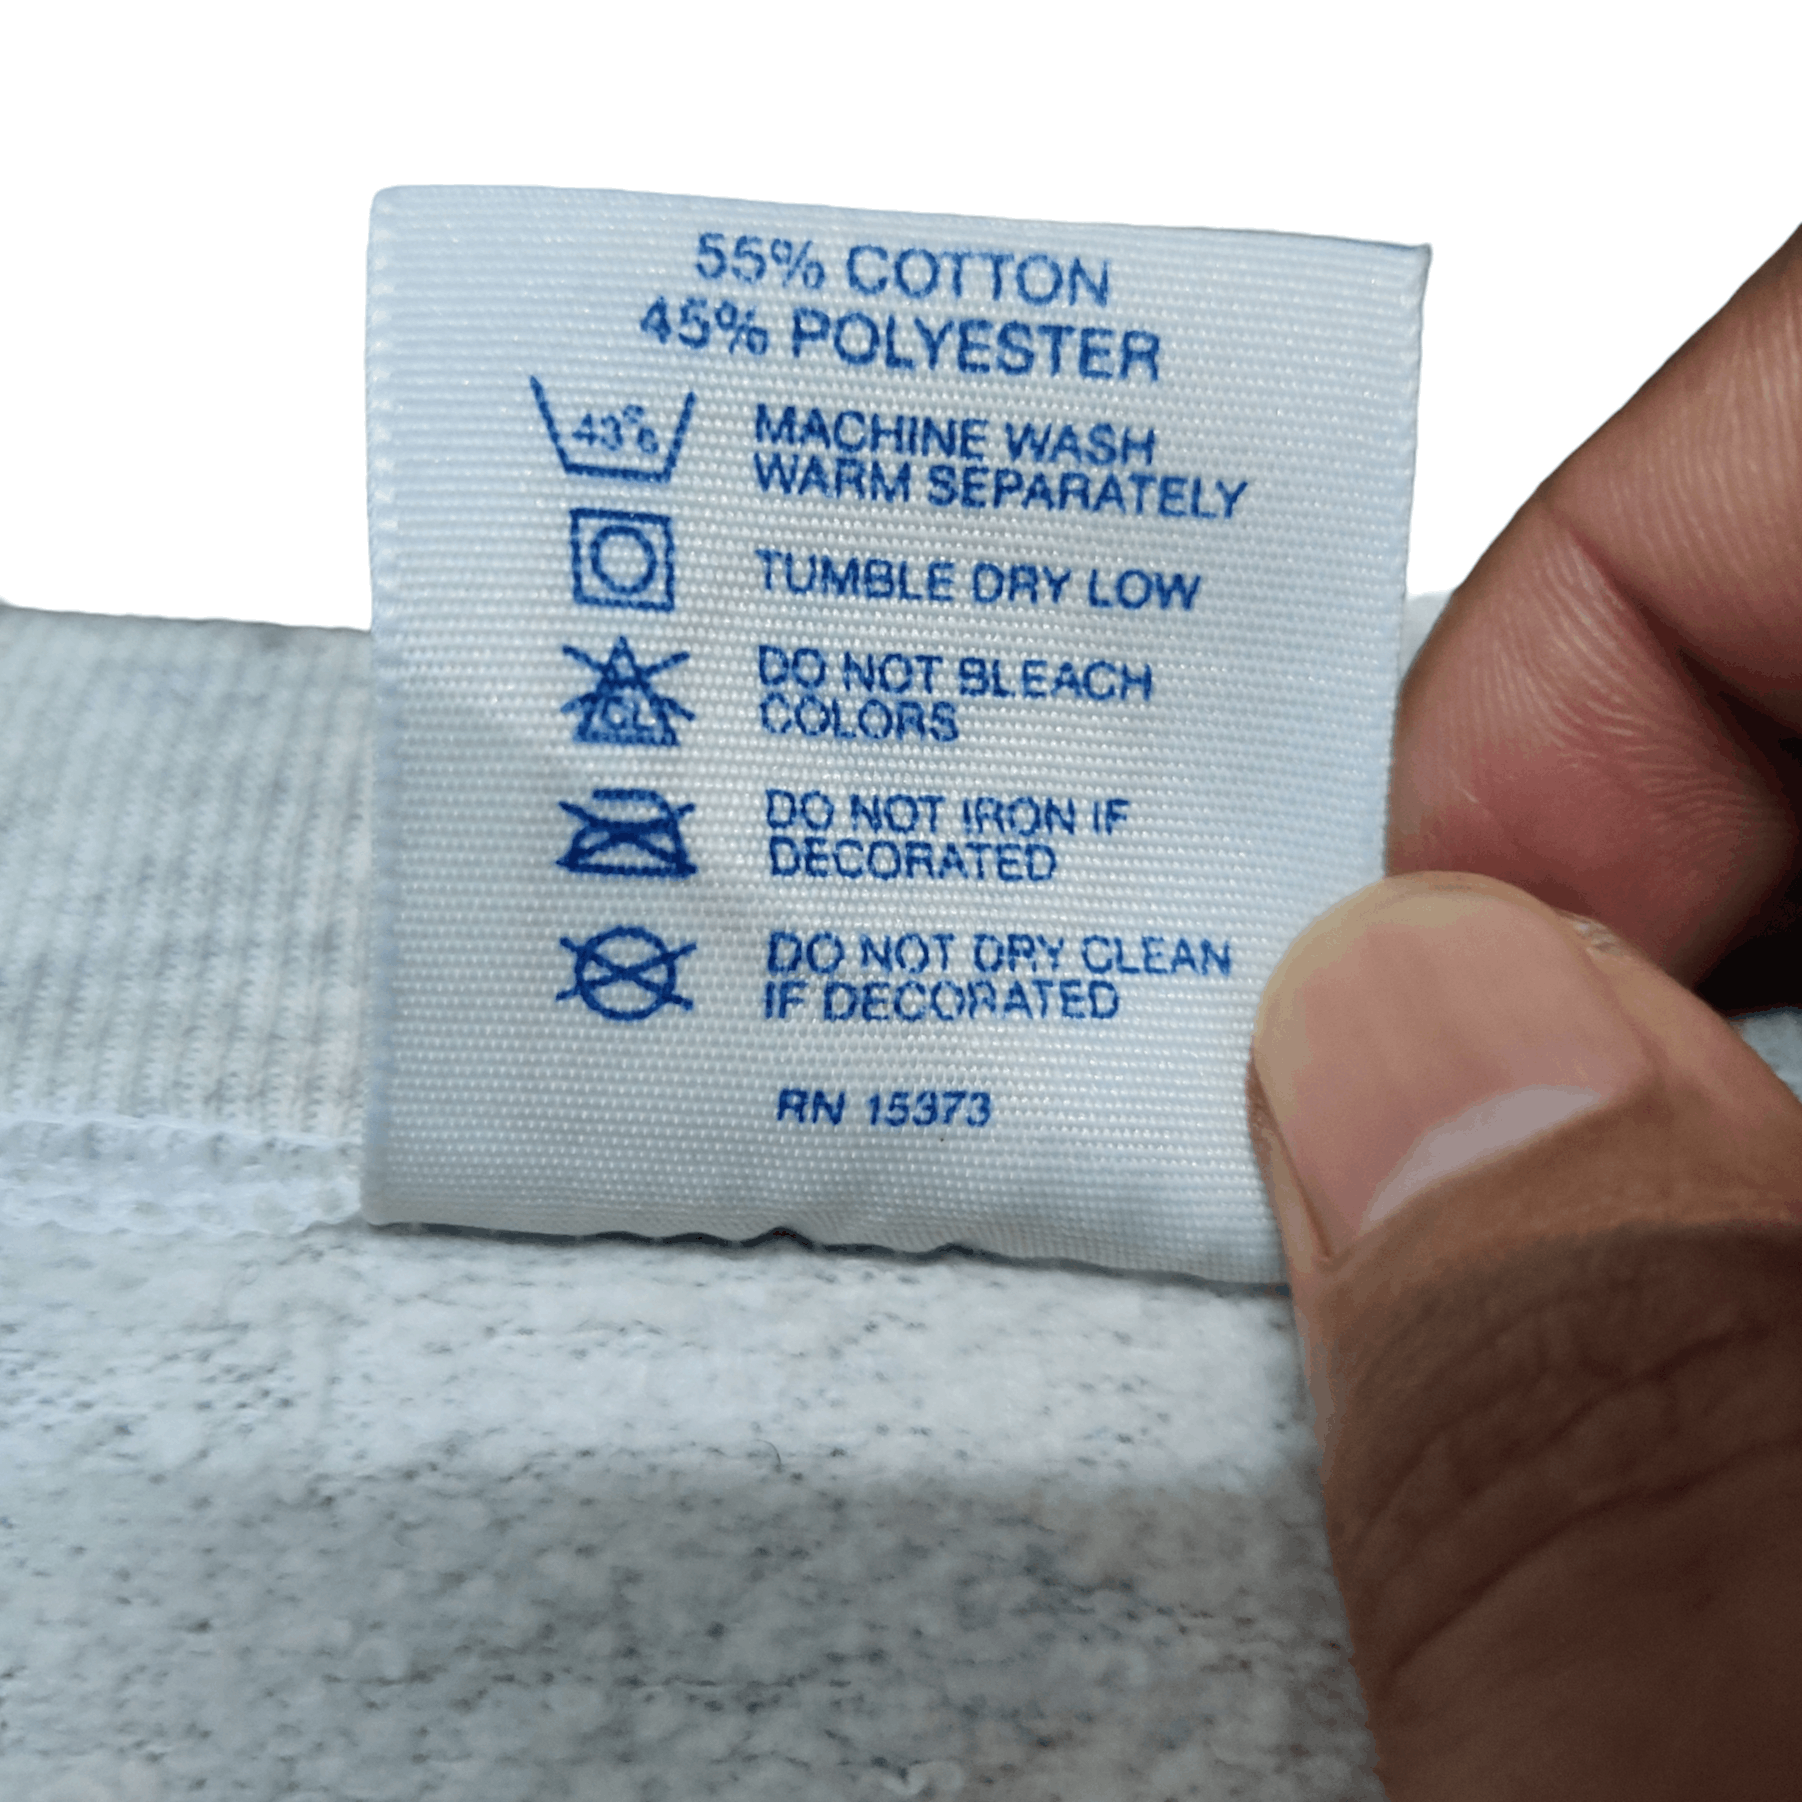 55% COTTON
45% POLYESTER
MACHINE WASH
WARM SEPARATELY
TUMBLE DRY LOW
CL
DO NOT BLEACH
COLORS
DO NOT IRON IF
DECORATED
DO NOT DRY CLEAN
IF DECORATED
RN 15373